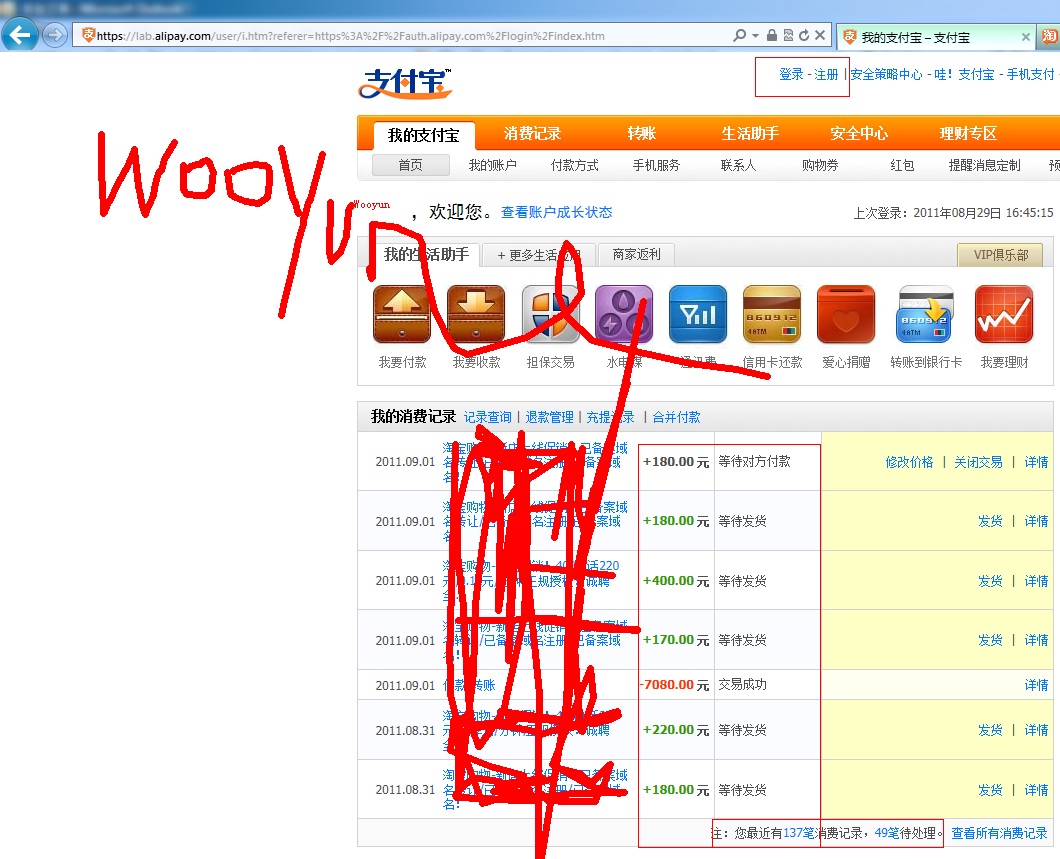 https://lab.alipay.com/user/i.htm?referer=https%3A%2F%2Fauth.alipay.com%2Flogin%2Findex.htm
我的支付宝 – 支付宝
支付宝™
登录 - 注册 | 安全策略中心 - 哇! 支付宝 - 手机支付
我的支付宝 消费记录 转账 生活助手 安全中心 理财专区
首页 我的账户 付款方式 手机服务 联系人 购物券 红包 提醒消息定制
Wooyun
Wooyun
，欢迎您。 查看账户成长状态 上次登录：2011年08月29日 16:45:15
我的生活助手 + 更多生活 商家返利 VIP俱乐部
我要付款 我要收款 担保交易 水电煤 通讯费 信用卡还款 爱心捐赠 转账到银行卡 我要理财
我的消费记录 记录查询 | 退款管理 | 充提记录 | 合并付款
2011.09.01 +180.00 元 等待对方付款 修改价格 | 关闭交易 | 详情
2011.09.01 +180.00 元 等待发货 发货 | 详情
2011.09.01 +400.00 元 等待发货 发货 | 详情
2011.09.01 +170.00 元 等待发货 发货 | 详情
2011.09.01 -7080.00 元 交易成功 详情
2011.08.31 +220.00 元 等待发货 发货 | 详情
2011.08.31 +180.00 元 等待发货 发货 | 详情
注：您最近有137笔消费记录，49笔待处理。 查看所有消费记录